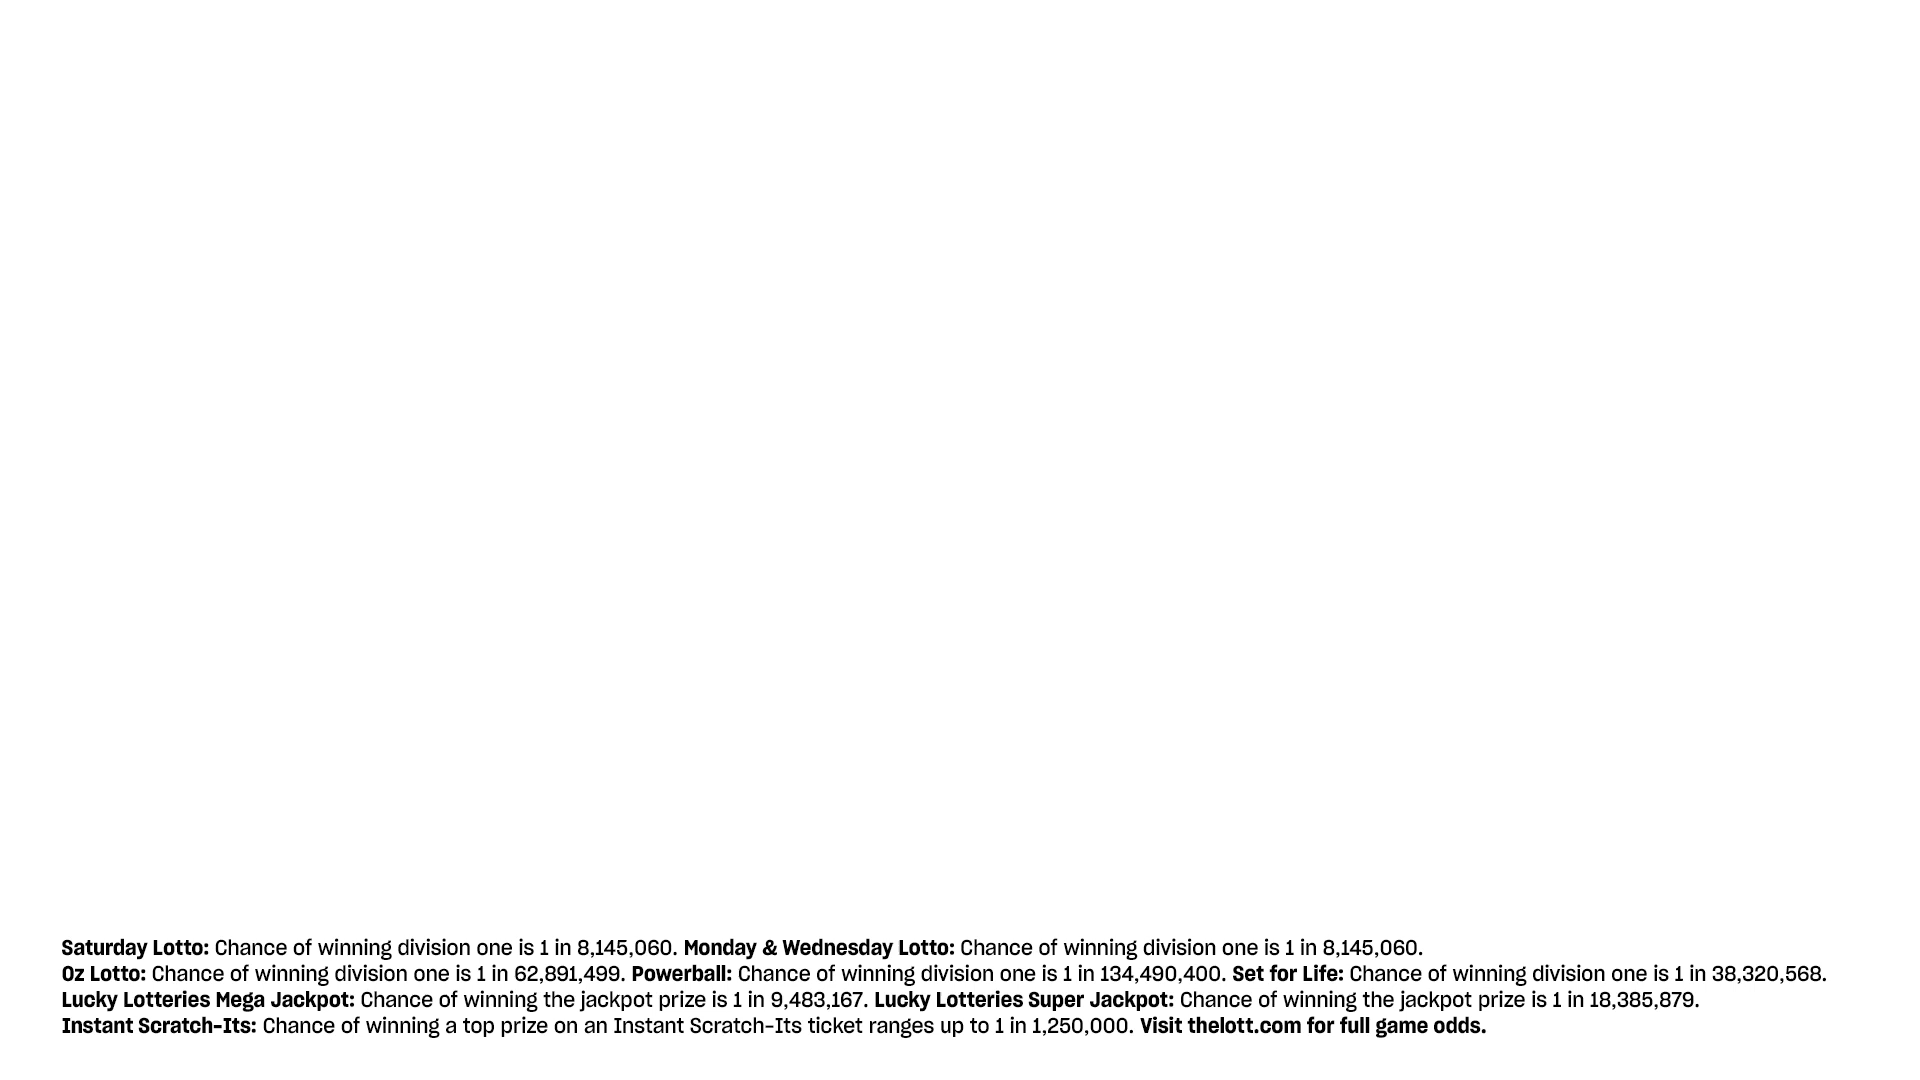 Saturday Lotto: Chance of winning division one is 1 in 8,145,060. Monday & Wednesday Lotto: Chance of winning division one is 1 in 8,145,060.
Oz Lotto: Chance of winning division one is 1 in 62,891,499. Powerball: Chance of winning division one is 1 in 134,490,400. Set for Life: Chance of winning division one is 1 in 38,320,568.
Lucky Lotteries Mega Jackpot: Chance of winning the jackpot prize is 1 in 9,483,167. Lucky Lotteries Super Jackpot: Chance of winning the jackpot prize is 1 in 18,385,879.
Instant Scratch-Its: Chance of winning a top prize on an Instant Scratch-Its ticket ranges up to 1 in 1,250,000. Visit thelott.com for full game odds.